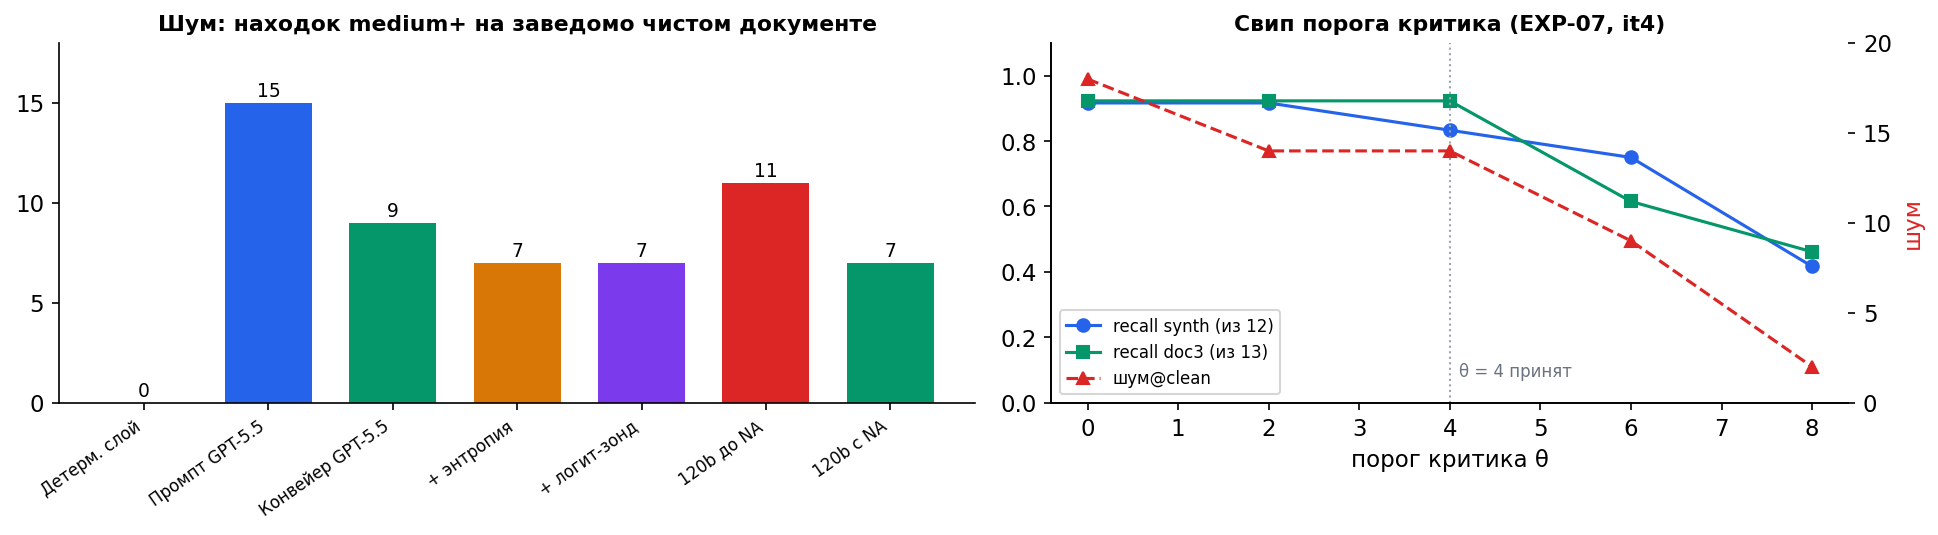 Шум: находок medium+ на заведомо чистом документе
15
10
5
0
0
15
9
7
7
11
7
Детерм. слой
Промпт GPT-5.5
Конвейер GPT-5.5
+ энтропия
+ логит-зонд
120b до NA
120b с NA
Свип порога критика (EXP-07, it4)
1.0
0.8
0.6
0.4
0.2
0.0
recall synth (из 12)
recall doc3 (из 13)
шум@clean
θ = 4 принят
20
15
10
5
0
шум
0 1 2 3 4 5 6 7 8
порог критика θ